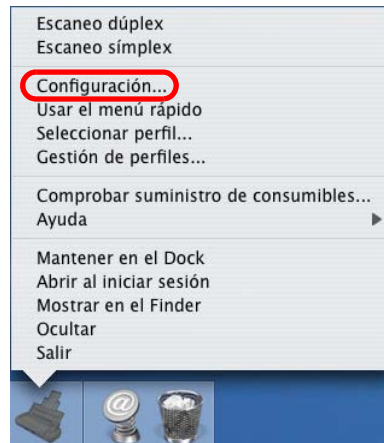 Escaneo dúplex
Escaneo símplex
Configuración...
Usar el menú rápido
Seleccionar perfil...
Gestión de perfiles...
Comprobar suministro de consumibles...
Ayuda
Mantener en el Dock
Abrir al iniciar sesión
Mostrar en el Finder
Ocultar
Salir
@